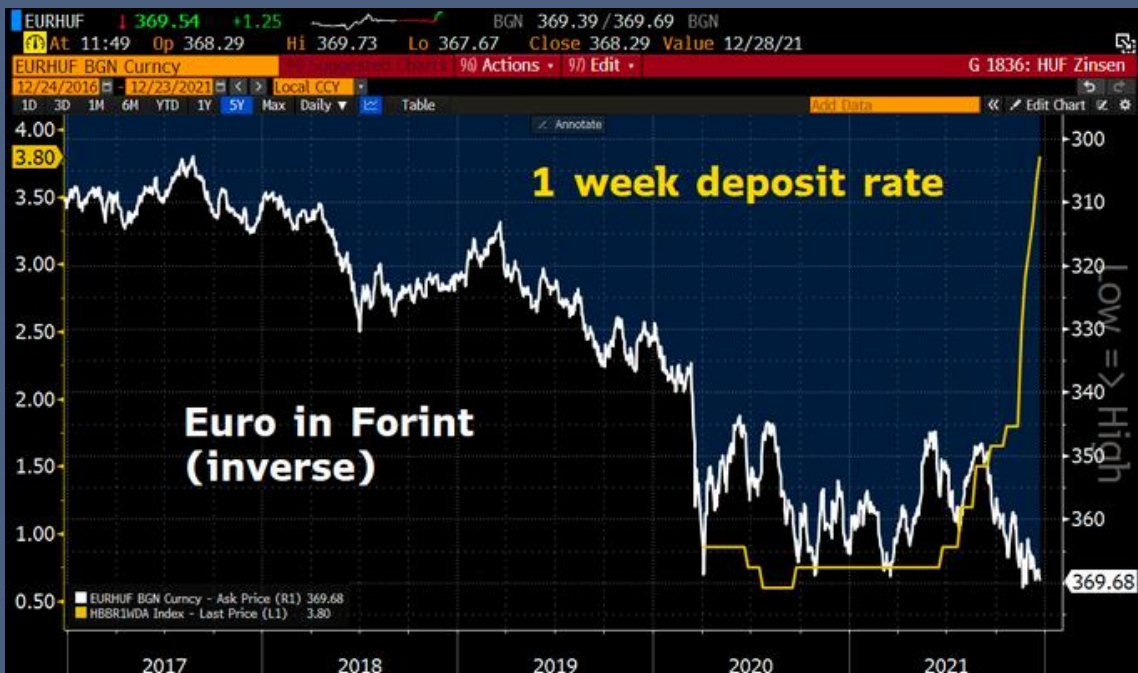 EURHUF ↓ 369.54 +1.25 BGN 369.39/369.69 BGN
At 11:49 Op 368.29 Hi 369.73 Lo 367.67 Close 368.29 Value 12/28/21
EURHUF BGN Curncy 96) Suggested Charts 96) Actions 97) Edit G 1836: HUF Zinsen
12/24/2016 - 12/23/2021 Local CCY
1D 3D 1M 6M YTD 1Y 5Y Max Daily ▼ Table Add Data « Edit Chart
Annotate
4.00
3.80
3.50
3.00
2.50
2.00
1.50
1.00
0.50
1 week deposit rate
Euro in Forint
(inverse)
300
310
320
330
340
350
360
369.68
Low => High
EURHUF BGN Curncy - Ask Price (R1) 369.68
HBBR1WDA Index - Last Price (L1) 3.80
2017 2018 2019 2020 2021